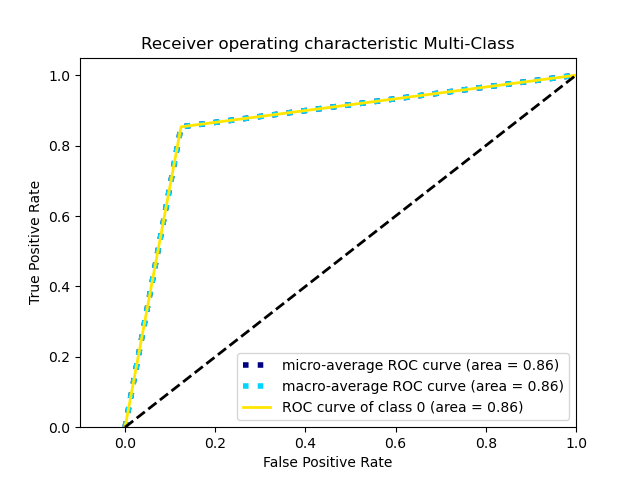 Receiver operating characteristic Multi-Class
1.0
0.8
0.6
0.4
0.2
0.0
True Positive Rate
micro-average ROC curve (area = 0.86)
macro-average ROC curve (area = 0.86)
ROC curve of class 0 (area = 0.86)
0.0 0.2 0.4 0.6 0.8 1.0
False Positive Rate